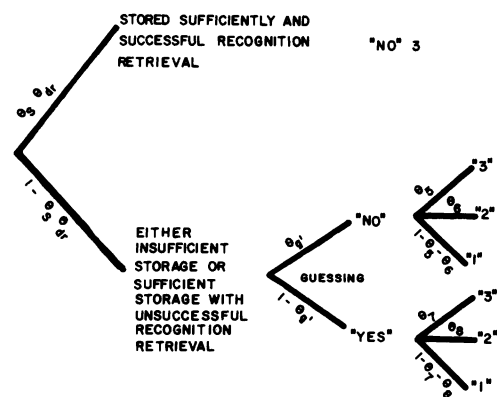 STORED SUFFICIENTLY AND
SUCCESSFUL RECOGNITION "NO" 3
RETRIEVAL
θS θdr
1- θS θdr
EITHER
INSUFFICIENT
STORAGE OR
SUFFICIENT
STORAGE WITH
UNSUCCESSFUL
RECOGNITION
RETRIEVAL
θg'
"NO"
GUESSING
1- θg'
"YES"
θ5
"3"
θ6
"2"
1-θ5-θ6
"1"
θ7
"3"
θ8
"2"
1-θ7-θ8
"1"